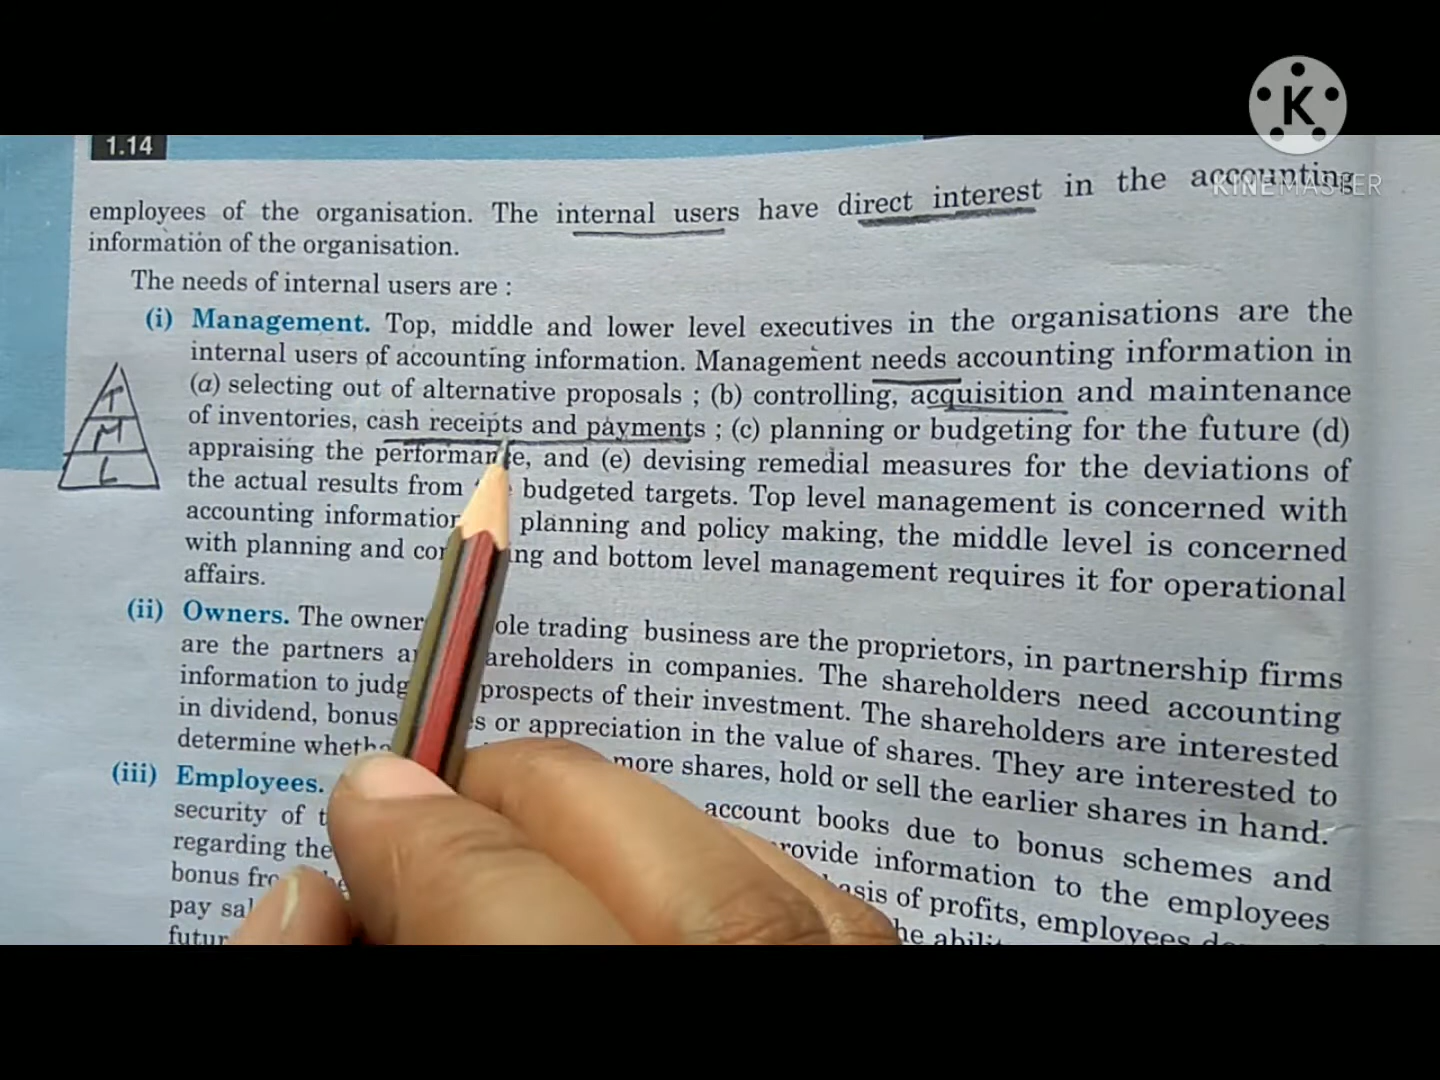 K
KINEMASTER
1.14
employees of the organisation. The internal users have direct interest in the accounting
information of the organisation.
The needs of internal users are :
(i) Management. Top, middle and lower level executives in the organisations are the
internal users of accounting information. Management needs accounting information in
(a) selecting out of alternative proposals ; (b) controlling, acquisition and maintenance
of inventories, cash receipts and payments ; (c) planning or budgeting for the future (d)
appraising the performance, and (e) devising remedial measures for the deviations of
the actual results from budgeted targets. Top level management is concerned with
accounting information planning and policy making, the middle level is concerned
with planning and and bottom level management requires it for operational
affairs.
T
M
L
(ii) Owners. The owner trading business are the proprietors, in partnership firms
are the partners in companies. The shareholders need accounting
information to prospects of their investment. The shareholders are interested
in dividend, bonus or appreciation in the value of shares. They are interested to
determine more shares, hold or sell the earlier shares in hand.
(iii) Employees. account books due to bonus schemes and
security of information to the employees
regarding the of profits, employees
bonus the
pay